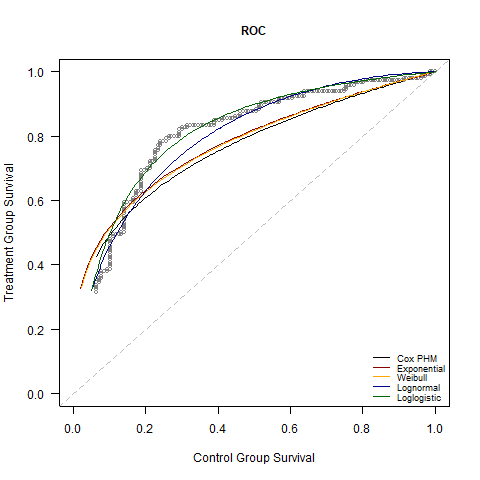 ROC
Treatment Group Survival
1.0
0.8
0.6
0.4
0.2
0.0
Cox PHM
Exponential
Weibull
Lognormal
Loglogistic
0.0 0.2 0.4 0.6 0.8 1.0
Control Group Survival